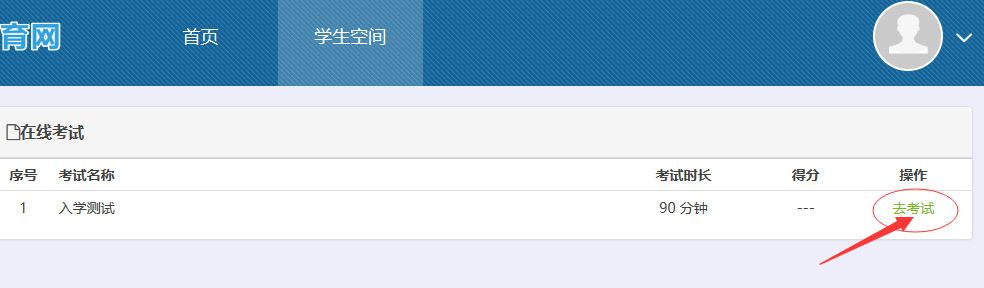 育网 首页 学生空间
在线考试
序号 考试名称 考试时长 得分 操作
1 入学测试 90 分钟 --- 去考试